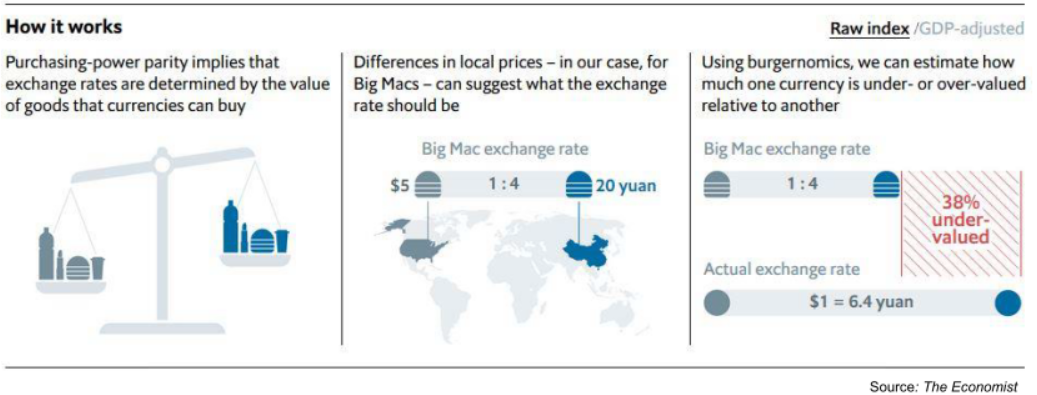 How it works
Raw index /GDP-adjusted
Purchasing-power parity implies that
exchange rates are determined by the value
of goods that currencies can buy
Differences in local prices – in our case, for
Big Macs – can suggest what the exchange
rate should be
Big Mac exchange rate
$5 1 : 4 20 yuan
Using burgernomics, we can estimate how
much one currency is under- or over-valued
relative to another
Big Mac exchange rate
1 : 4
38%
under-
valued
Actual exchange rate
$1 = 6.4 yuan
Source: The Economist